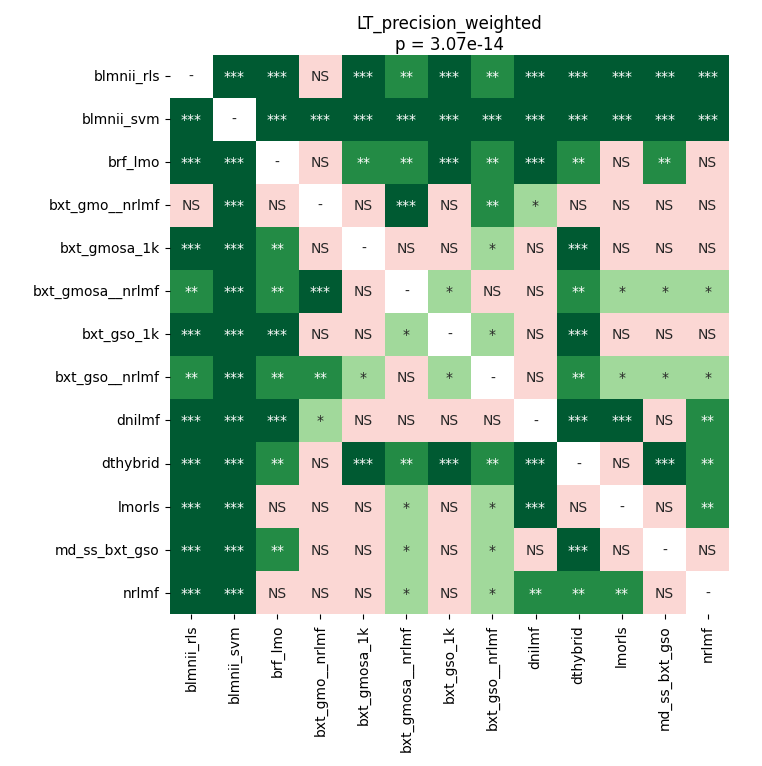 LT_precision_weighted
p = 3.07e-14
blmnii_rls - *** *** NS *** ** *** ** *** *** *** *** ***
blmnii_svm *** - *** *** *** *** *** *** *** *** *** *** ***
brf_lmo *** *** - NS ** ** *** ** *** ** NS ** NS
bxt_gmo__nrlmf NS *** NS - NS *** NS ** * NS NS NS NS
bxt_gmosa_1k *** *** ** NS - NS NS * NS *** NS NS NS
bxt_gmosa__nrlmf ** *** ** *** NS - * NS NS ** * * *
bxt_gso_1k *** *** *** NS NS * - * NS *** NS NS NS
bxt_gso__nrlmf ** *** ** ** * NS * - NS ** * * *
dnilmf *** *** *** * NS NS NS NS - *** *** NS **
dthybrid *** *** ** NS *** ** *** ** *** - NS *** **
lmorls *** *** NS NS NS * NS * *** NS - NS **
md_ss_bxt_gso *** *** ** NS NS * NS * NS *** NS - NS
nrlmf *** *** NS NS NS * NS * ** ** ** NS -
blmnii_rls
blmnii_svm
brf_lmo
bxt_gmo__nrlmf
bxt_gmosa_1k
bxt_gmosa__nrlmf
bxt_gso_1k
bxt_gso__nrlmf
dnilmf
dthybrid
lmorls
md_ss_bxt_gso
nrlmf